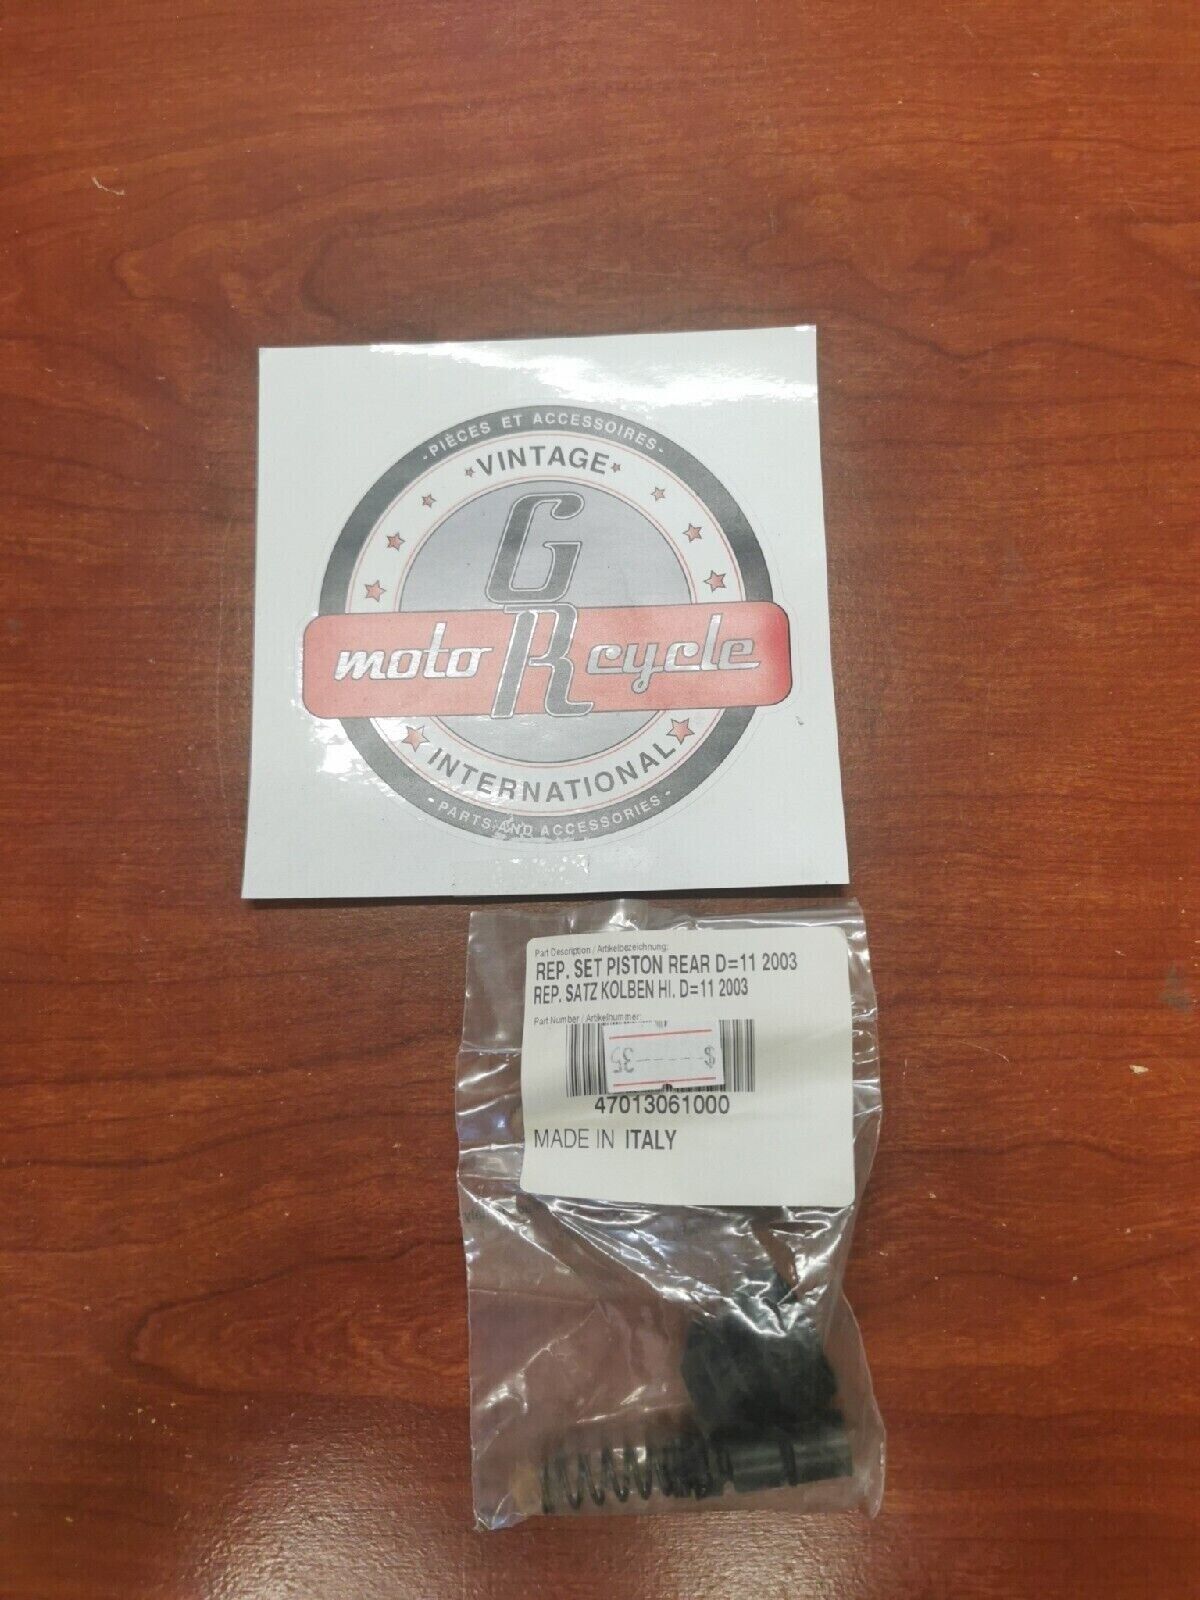 - PIÈCES ET ACCESSOIRES -
VINTAGE
GR
moto cycle
INTERNATIONAL
- PARTS AND ACCESSORIES -
Part Description / Artikelbezeichnung:
REP. SET PISTON REAR D=11 2003
REP. SATZ KOLBEN HI. D=11 2003
Part Number / Artikelnummer:
$------35
47013061000
MADE IN ITALY